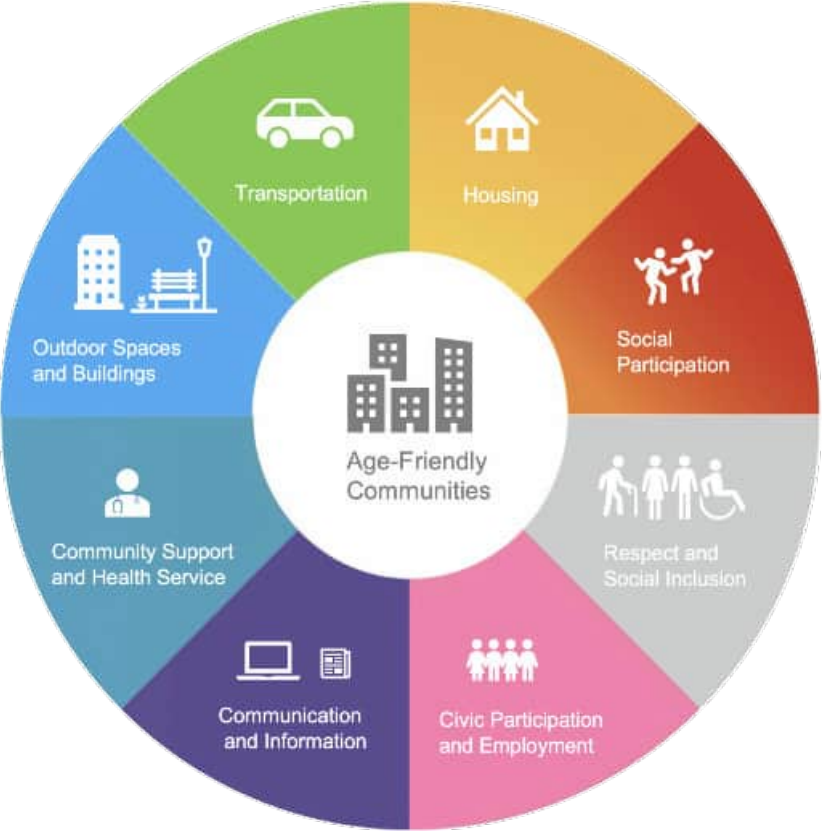 Transportation
Housing
Social
Participation
Respect and
Social Inclusion
Civic Participation
and Employment
Communication
and Information
Community Support
and Health Service
Outdoor Spaces
and Buildings
Age-Friendly
Communities